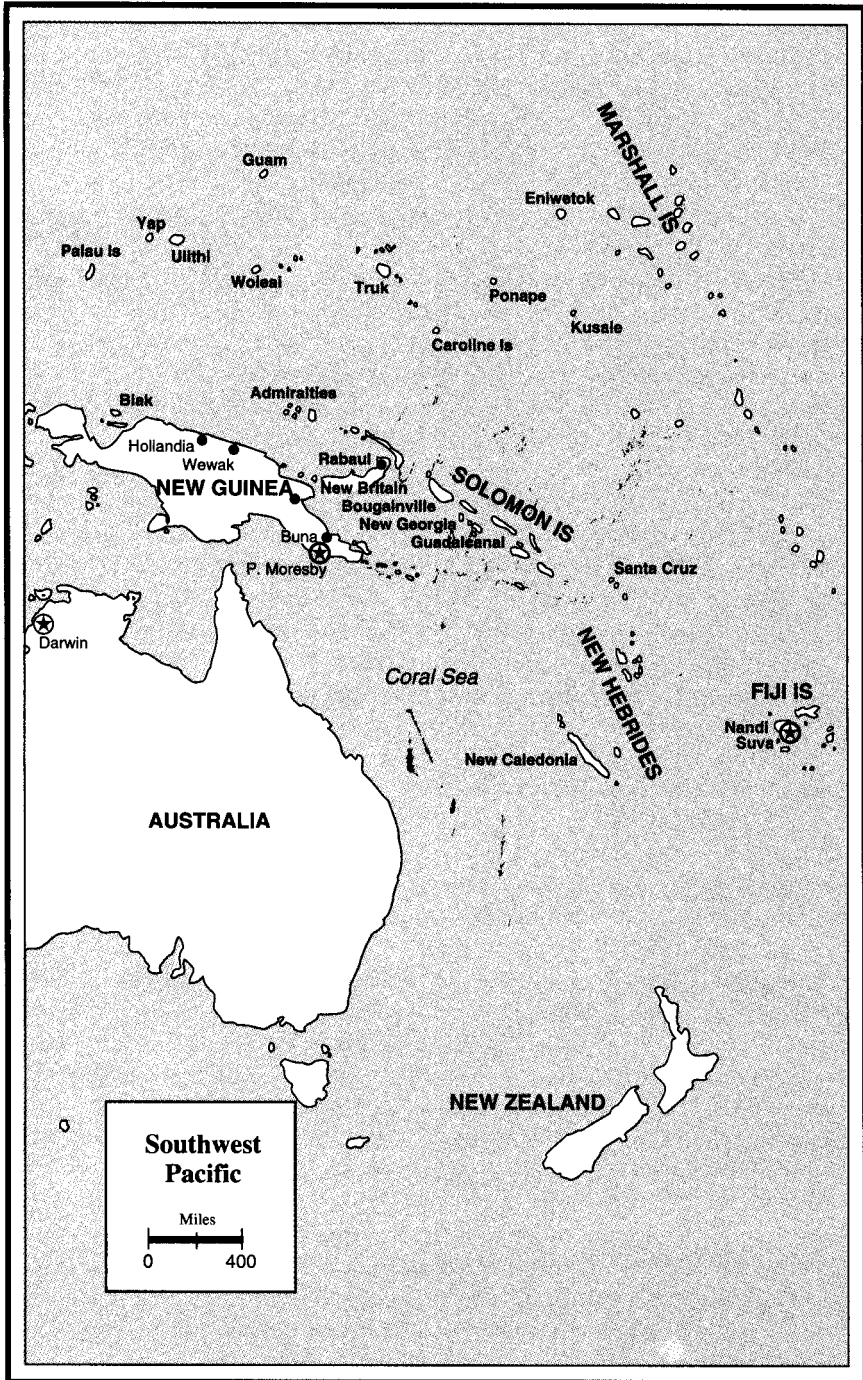 MARSHALL IS
Guam
Eniwetok
Yap
Ulithi
Palau Is
Woleai
Truk
Ponape
Kusaie
Caroline Is
Biak
Admiralties
Hollandia
Wewak
Rabaul
NEW GUINEA
New Britain
SOLOMON IS
Bougainville
New Georgia
Buna
Guadalcanal
P. Moresby
Santa Cruz
Darwin
NEW HEBRIDES
Coral Sea
FIJI IS
Nandi
Suva
New Caledonia
AUSTRALIA
NEW ZEALAND
Southwest
Pacific
Miles
0 400